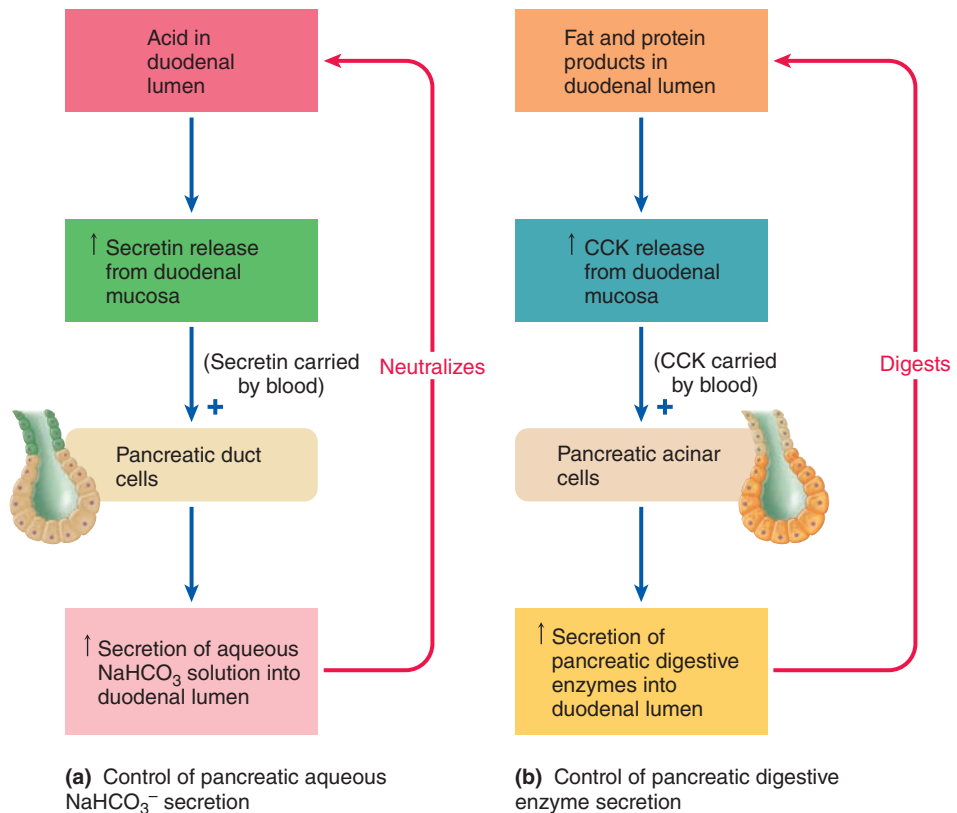 Acid in
duodenal
lumen
↑ Secretin release
from duodenal
mucosa
(Secretin carried
by blood)
+
Neutralizes
Pancreatic duct
cells
↑ Secretion of aqueous
NaHCO₃ solution into
duodenal lumen
(a) Control of pancreatic aqueous
NaHCO₃⁻ secretion
Fat and protein
products in
duodenal lumen
↑ CCK release
from duodenal
mucosa
(CCK carried
by blood)
+
Digests
Pancreatic acinar
cells
↑ Secretion of
pancreatic digestive
enzymes into
duodenal lumen
(b) Control of pancreatic digestive
enzyme secretion